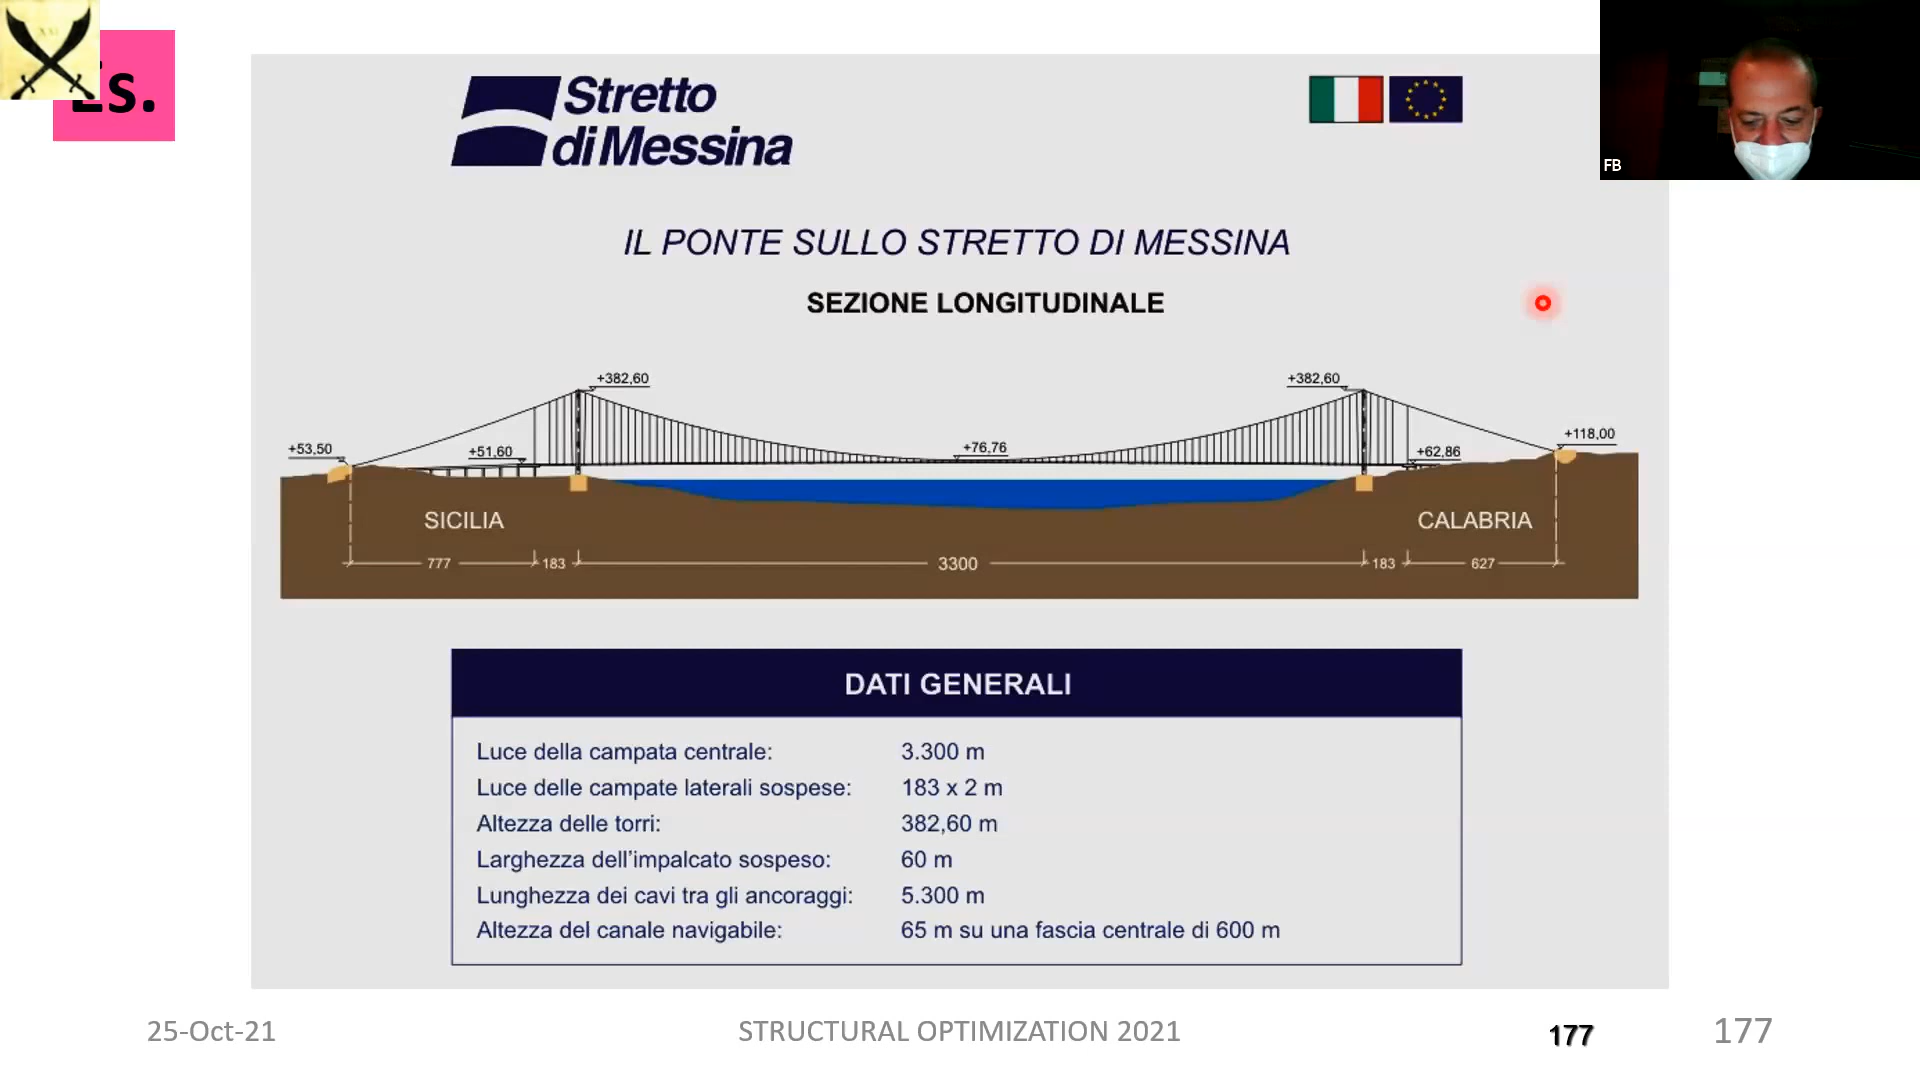 XXI
Es.
Stretto
di Messina
FB
IL PONTE SULLO STRETTO DI MESSINA
SEZIONE LONGITUDINALE
+382,60
+382,60
+53,50
+51,60
+76,76
+62,86
+118,00
SICILIA
CALABRIA
777
183
3300
183
627
DATI GENERALI
Luce della campata centrale: 3.300 m
Luce delle campate laterali sospese: 183 x 2 m
Altezza delle torri: 382,60 m
Larghezza dell'impalcato sospeso: 60 m
Lunghezza dei cavi tra gli ancoraggi: 5.300 m
Altezza del canale navigabile: 65 m su una fascia centrale di 600 m
25-Oct-21
STRUCTURAL OPTIMIZATION 2021
177
177